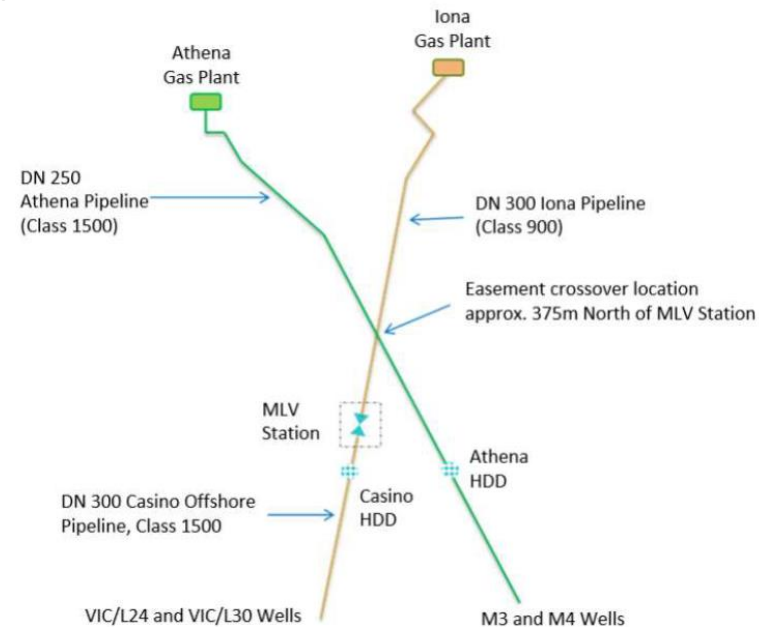 Iona
Gas Plant
Athena
Gas Plant
DN 250
Athena Pipeline
(Class 1500)
DN 300 Iona Pipeline
(Class 900)
Easement crossover location
approx. 375m North of MLV Station
MLV
Station
Athena
HDD
Casino
HDD
DN 300 Casino Offshore
Pipeline, Class 1500
VIC/L24 and VIC/L30 Wells
M3 and M4 Wells